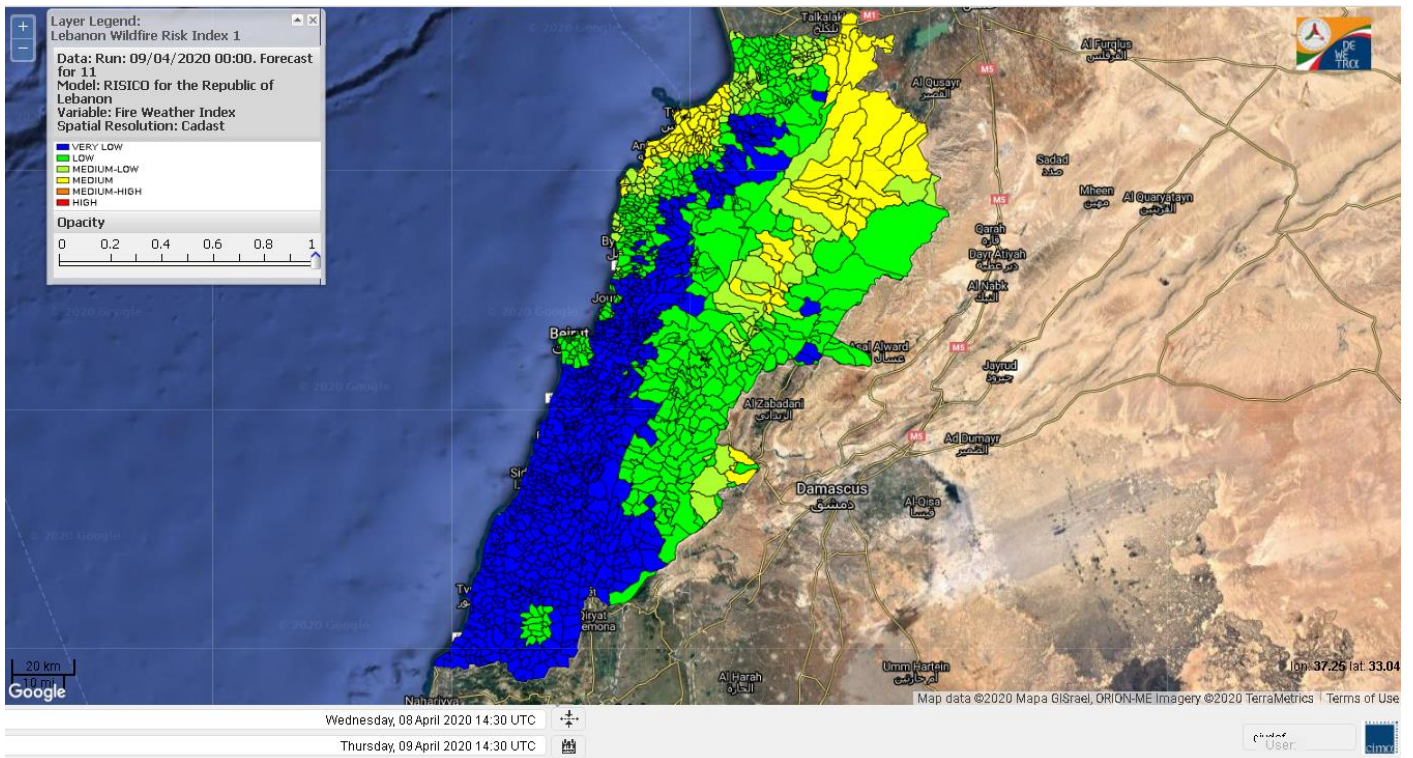 Layer Legend:
Lebanon Wildfire Risk Index 1
Data: Run: 09/04/2020 00:00. Forecast
for 11
Model: RISICO for the Republic of
Lebanon
Variable: Fire Weather Index
Spatial Resolution: Cadast
VERY LOW
LOW
MEDIUM-LOW
MEDIUM
MEDIUM-HIGH
HIGH
Opacity
0 0.2 0.4 0.6 0.8 1
Talkalakh
تلكلخ
M1
Al Furqlus
الفرقلس
DEWETRA
M5
Al Qusayr
القصير
Sadad
صدد
Mheen
مهين
Al Quaryatayn
القريتين
M5
Qarah
قارة
Dayr Atiyah
دير عطية
Al Nabk
النبك
© 2020 Google
Beirut
Asal Alward
عسال
M5
Jayrud
جيرود
Al Zabadani
الزبداني
M5
Ad Dumayr
الضمير
Damascus
دمشق
Al-Qisa
قيسا
Qiryat
Umm Hartein
أم حارتين
Al Harah
الحارة
Nahariyya
20 km
10 mi
Google
lon: 37.25 lat: 33.04
Map data ©2020 Mapa GISrael, ORION-ME Imagery ©2020 TerraMetrics
Terms of Use
Wednesday, 08 April 2020 14:30 UTC
Thursday, 09 April 2020 14:30 UTC
User:
cima